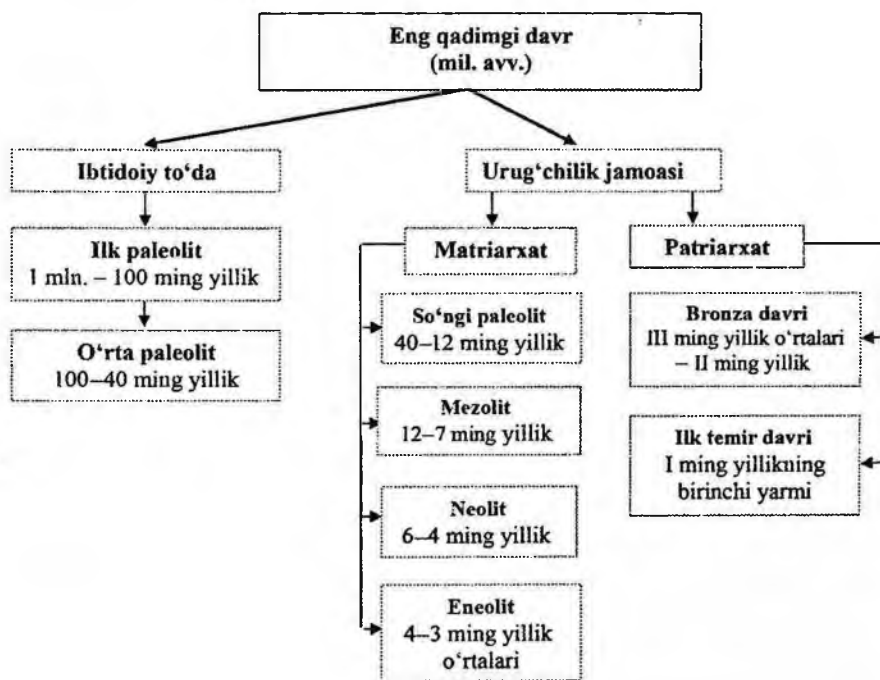 Eng qadimgi davr
(mil. avv.)
Ibtidoiy to‘da
Urug‘chilik jamoasi
Ilk paleolit
1 mln. – 100 ming yillik
O‘rta paleolit
100–40 ming yillik
Matriarxat
So‘ngi paleolit
40–12 ming yillik
Mezolit
12–7 ming yillik
Neolit
6–4 ming yillik
Eneolit
4–3 ming yillik
o‘rtalari
Patriarxat
Bronza davri
III ming yillik o‘rtalari
– II ming yillik
Ilk temir davri
I ming yillikning
birinchi yarmi